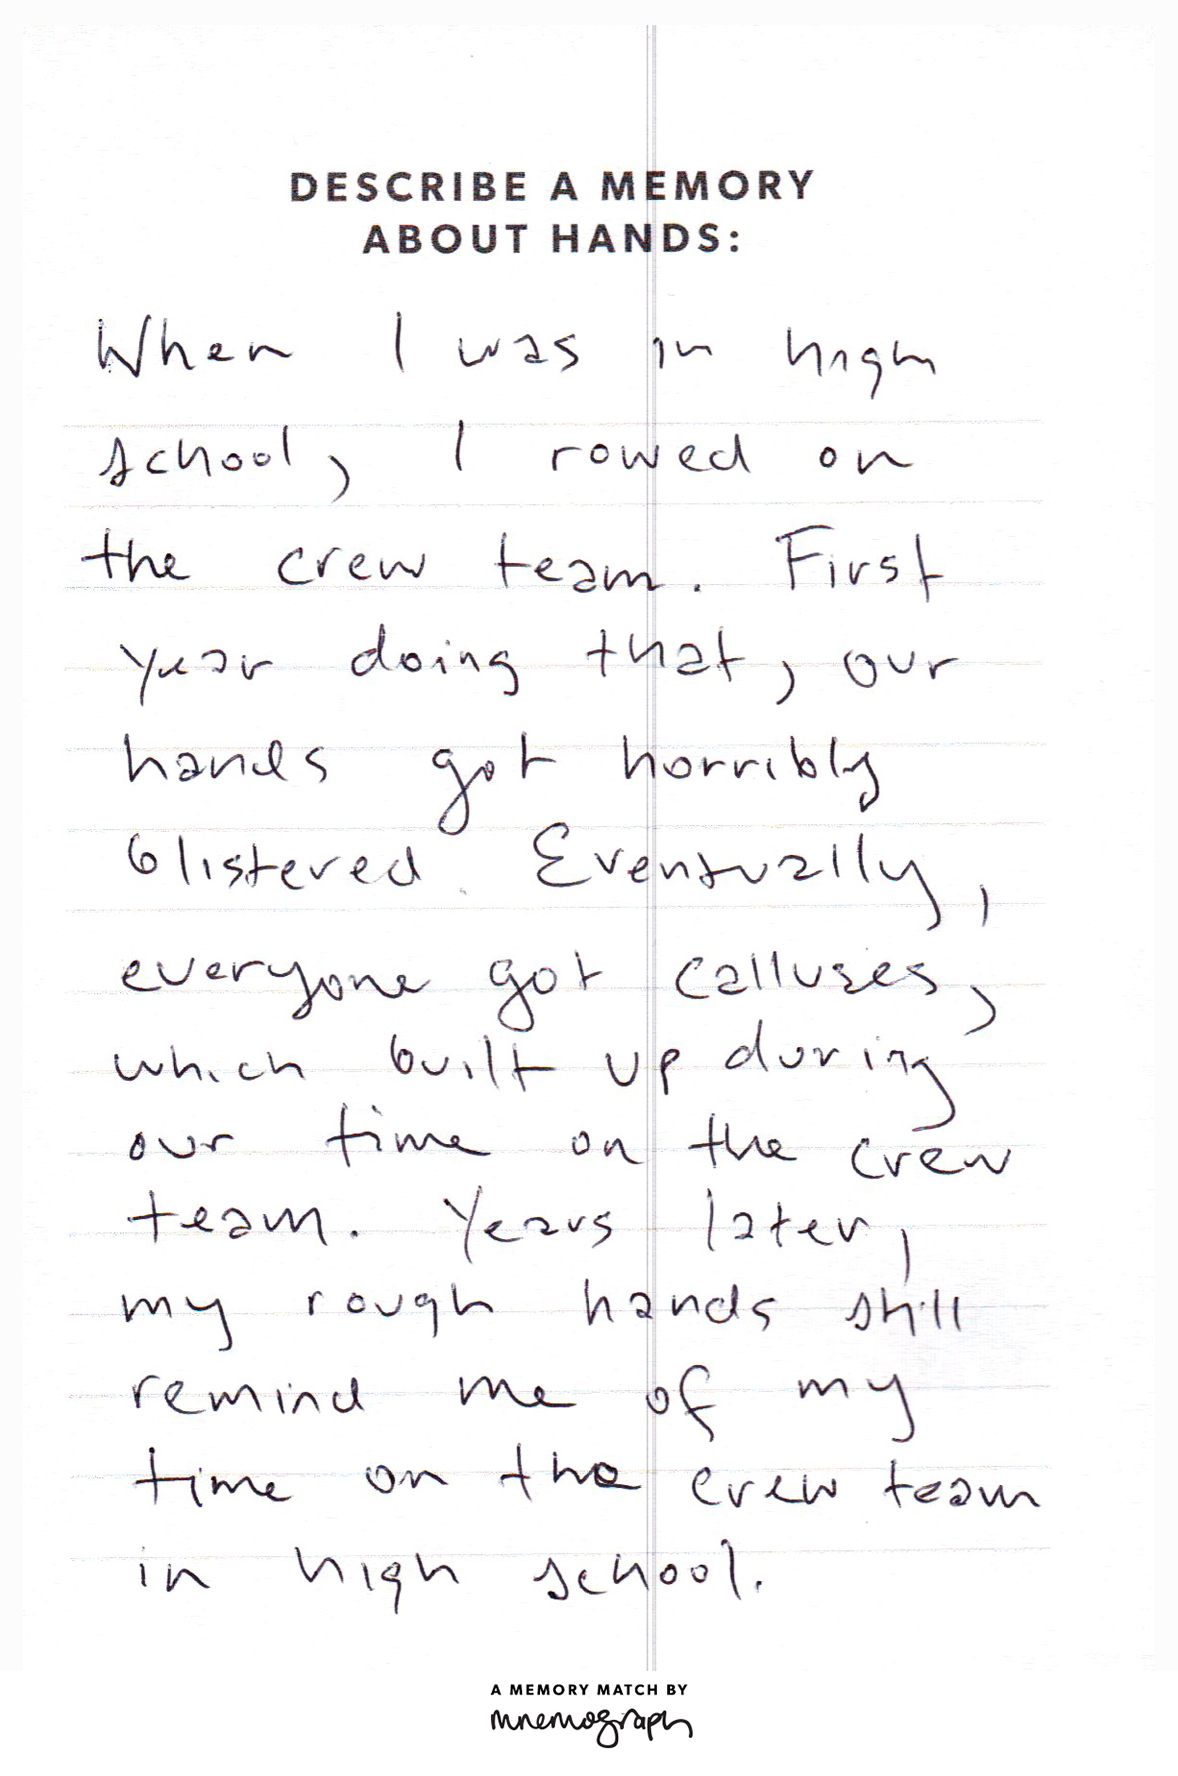 DESCRIBE A MEMORY
ABOUT HANDS:
When I was in high
school, I rowed on
the crew team. First
year doing that, our
hands got horribly
blistered. Eventually,
everyone got calluses,
which built up during
our time on the crew
team. Years later,
my rough hands still
remind me of my
time on the crew team
in high school.
A MEMORY MATCH BY
mnemograph